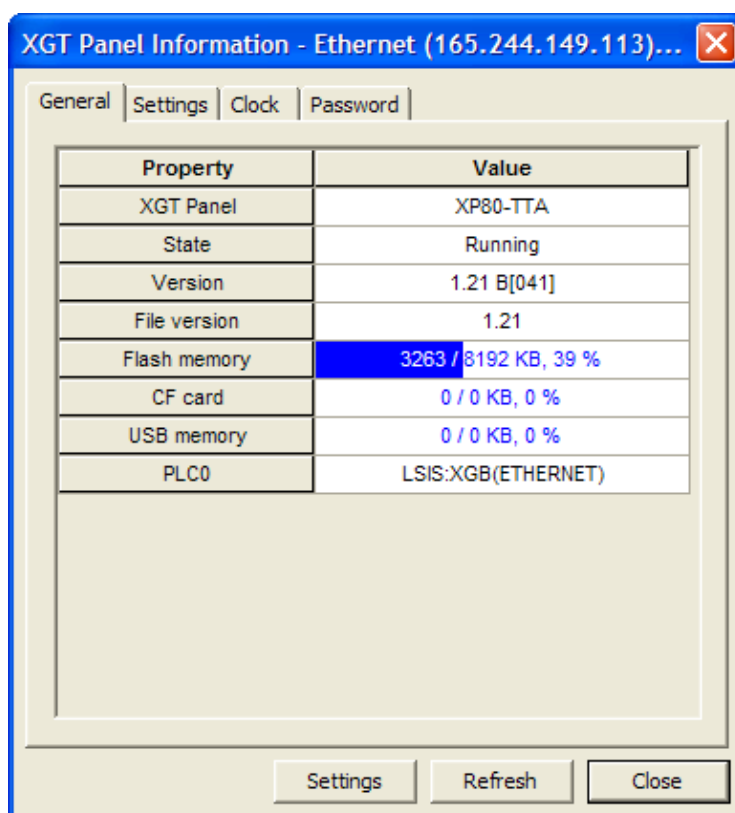 XGT Panel Information - Ethernet (165.244.149.113)...
General Settings Clock Password
Property Value
XGT Panel XP80-TTA
State Running
Version 1.21 B[041]
File version 1.21
Flash memory 3263 / 8192 KB, 39 %
CF card 0 / 0 KB, 0 %
USB memory 0 / 0 KB, 0 %
PLC0 LSIS:XGB(ETHERNET)
Settings Refresh Close